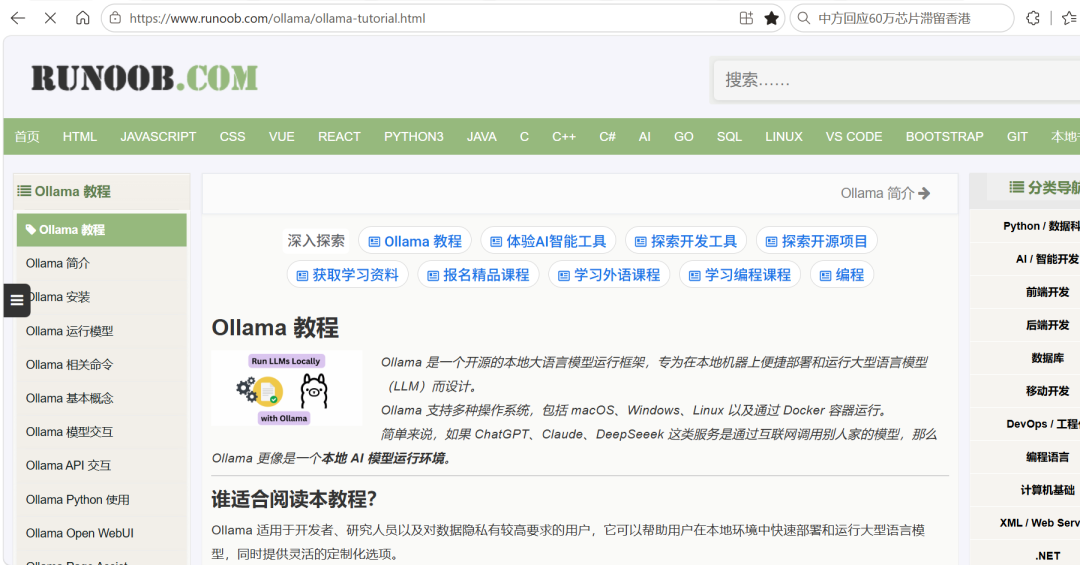 https://www.runoob.com/ollama/ollama-tutorial.html
中方回应60万芯片滞留香港
RUNOOB.COM
搜索……
首页 HTML JAVASCRIPT CSS VUE REACT PYTHON3 JAVA C C++ C# AI GO SQL LINUX VS CODE BOOTSTRAP GIT 本地
Ollama 教程
Ollama 教程
Ollama 简介
Ollama 安装
Ollama 运行模型
Ollama 相关命令
Ollama 基本概念
Ollama 模型交互
Ollama API 交互
Ollama Python 使用
Ollama Open WebUI
Ollama Page Assist
Ollama 简介
深入探索 Ollama 教程 体验AI智能工具 探索开发工具 探索开源项目
获取学习资料 报名精品课程 学习外语课程 学习编程课程 编程
Ollama 教程
Run LLMs Locally
with Ollama
Ollama 是一个开源的本地大语言模型运行框架，专为在本地机器上便捷部署和运行大型语言模型
（LLM）而设计。
Ollama 支持多种操作系统，包括 macOS、Windows、Linux 以及通过 Docker 容器运行。
简单来说，如果 ChatGPT、Claude、DeepSeeek 这类服务是通过互联网调用别人家的模型，那么
Ollama 更像是一个本地 AI 模型运行环境。
谁适合阅读本教程？
Ollama 适用于开发者、研究人员以及对数据隐私有较高要求的用户，它可以帮助用户在本地环境中快速部署和运行大型语言模
型，同时提供灵活的定制化选项。
分类导航
Python / 数据科
AI / 智能开发
前端开发
后端开发
数据库
移动开发
DevOps / 工程
编程语言
计算机基础
XML / Web Serv
.NET